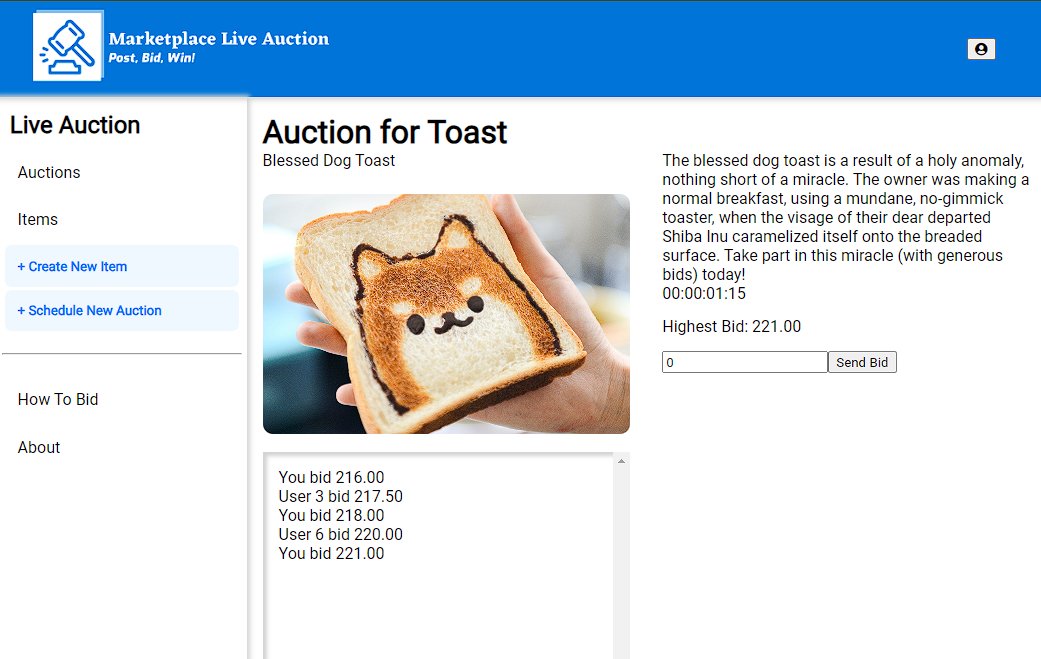 Marketplace Live Auction
Post, Bid, Win!
Live Auction
Auctions
Items
+ Create New Item
+ Schedule New Auction
How To Bid
About
Auction for Toast
Blessed Dog Toast
You bid 216.00
User 3 bid 217.50
You bid 218.00
User 6 bid 220.00
You bid 221.00
The blessed dog toast is a result of a holy anomaly,
nothing short of a miracle. The owner was making a
normal breakfast, using a mundane, no-gimmick
toaster, when the visage of their dear departed
Shiba Inu caramelized itself onto the breaded
surface. Take part in this miracle (with generous
bids) today!
00:00:01:15
Highest Bid: 221.00
0
Send Bid